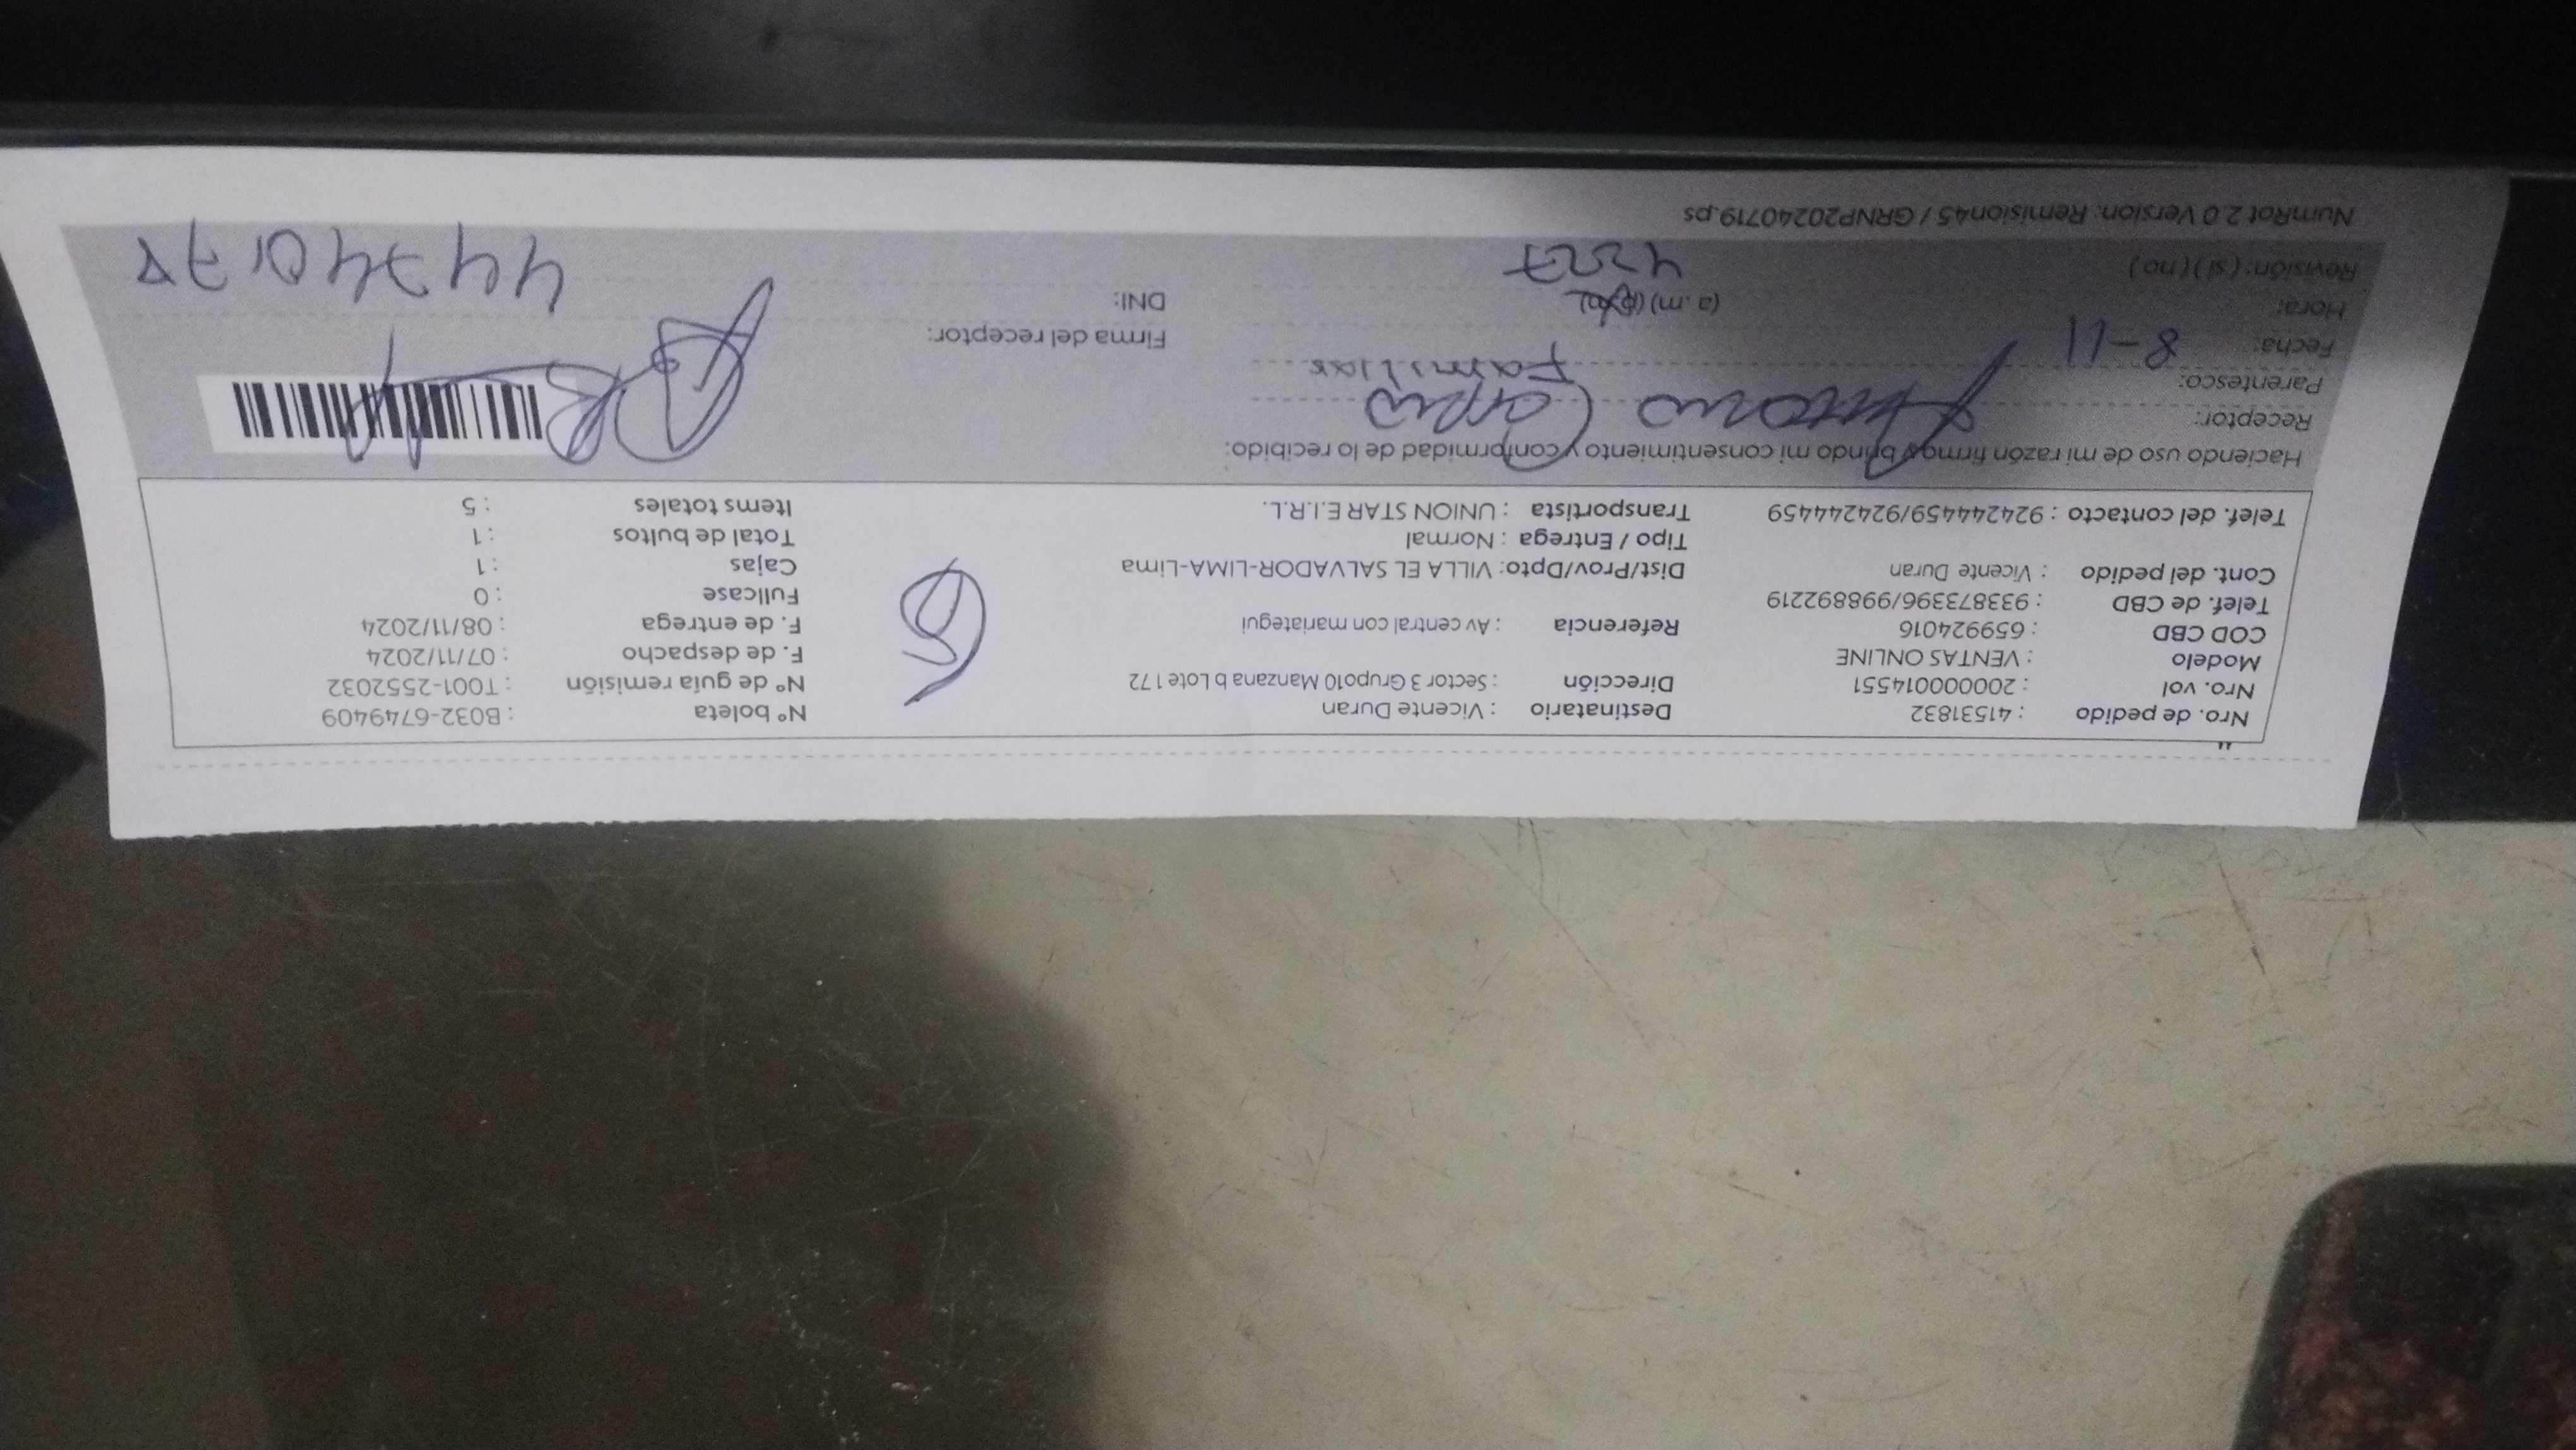 Nro. de pedido : 41531832 Destinatario : Vicente Duran N° boleta : B032-6749409
Nro. vol : 20000014551 Dirección : Sector 3 Grupo10 Manzana b Lote 172 N° de guía remisión : T001-2552032
Modelo : VENTAS ONLINE F. de despacho : 07/11/2024
COD CBD : 659924016 Referencia : Av central con mariategui F. de entrega : 08/11/2024
Telef. de CBD : 933873396/998892219 Fullcase : 0
Cont. del pedido : Vicente Duran Dist/Prov/Dpto: VILLA EL SALVADOR-LIMA-Lima Cajas : 1
Tipo / Entrega : Normal Total de bultos : 1
Telef. del contacto : 924244459/924244459 Transportista : UNION STAR E.I.R.L. Items totales : 5
Haciendo uso de mi razón firmo y brindo mi consentimiento y conformidad de lo recibido:
Receptor:
Parentesco: Familiar
Fecha: 8-11 Firma del receptor:
Hora: (a.m) (p.m) DNI:
Revisión: (si) (no)
NumRot 2.0 Version: Remision45 / GRNP20240719.ps